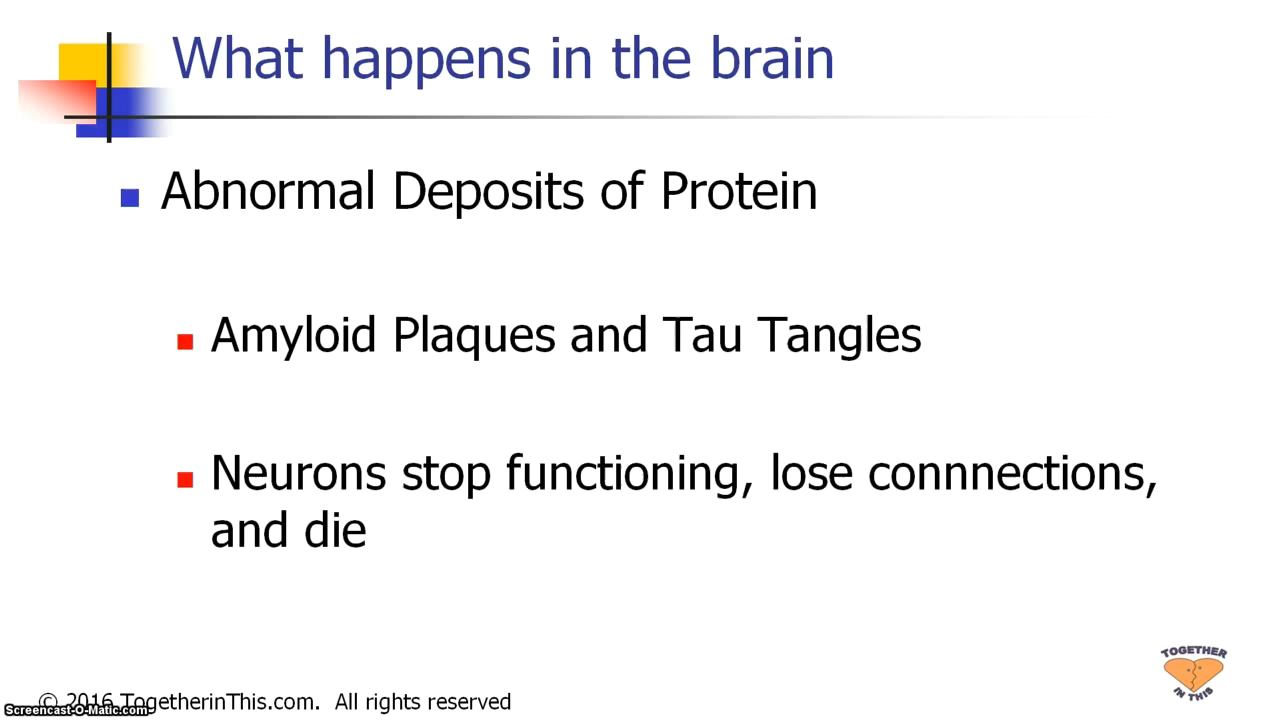 What happens in the brain
Abnormal Deposits of Protein
Amyloid Plaques and Tau Tangles
Neurons stop functioning, lose connnections,
and die
TOGETHER
IN THIS
© 2016 TogetherinThis.com. All rights reserved
Screencast-O-Matic.com